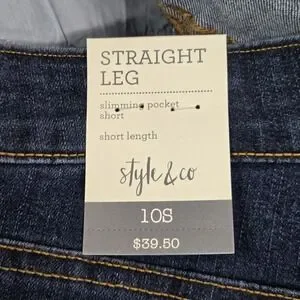 STRAIGHT
LEG
slimming pocket
short
short length
style & co
10S
$39.50